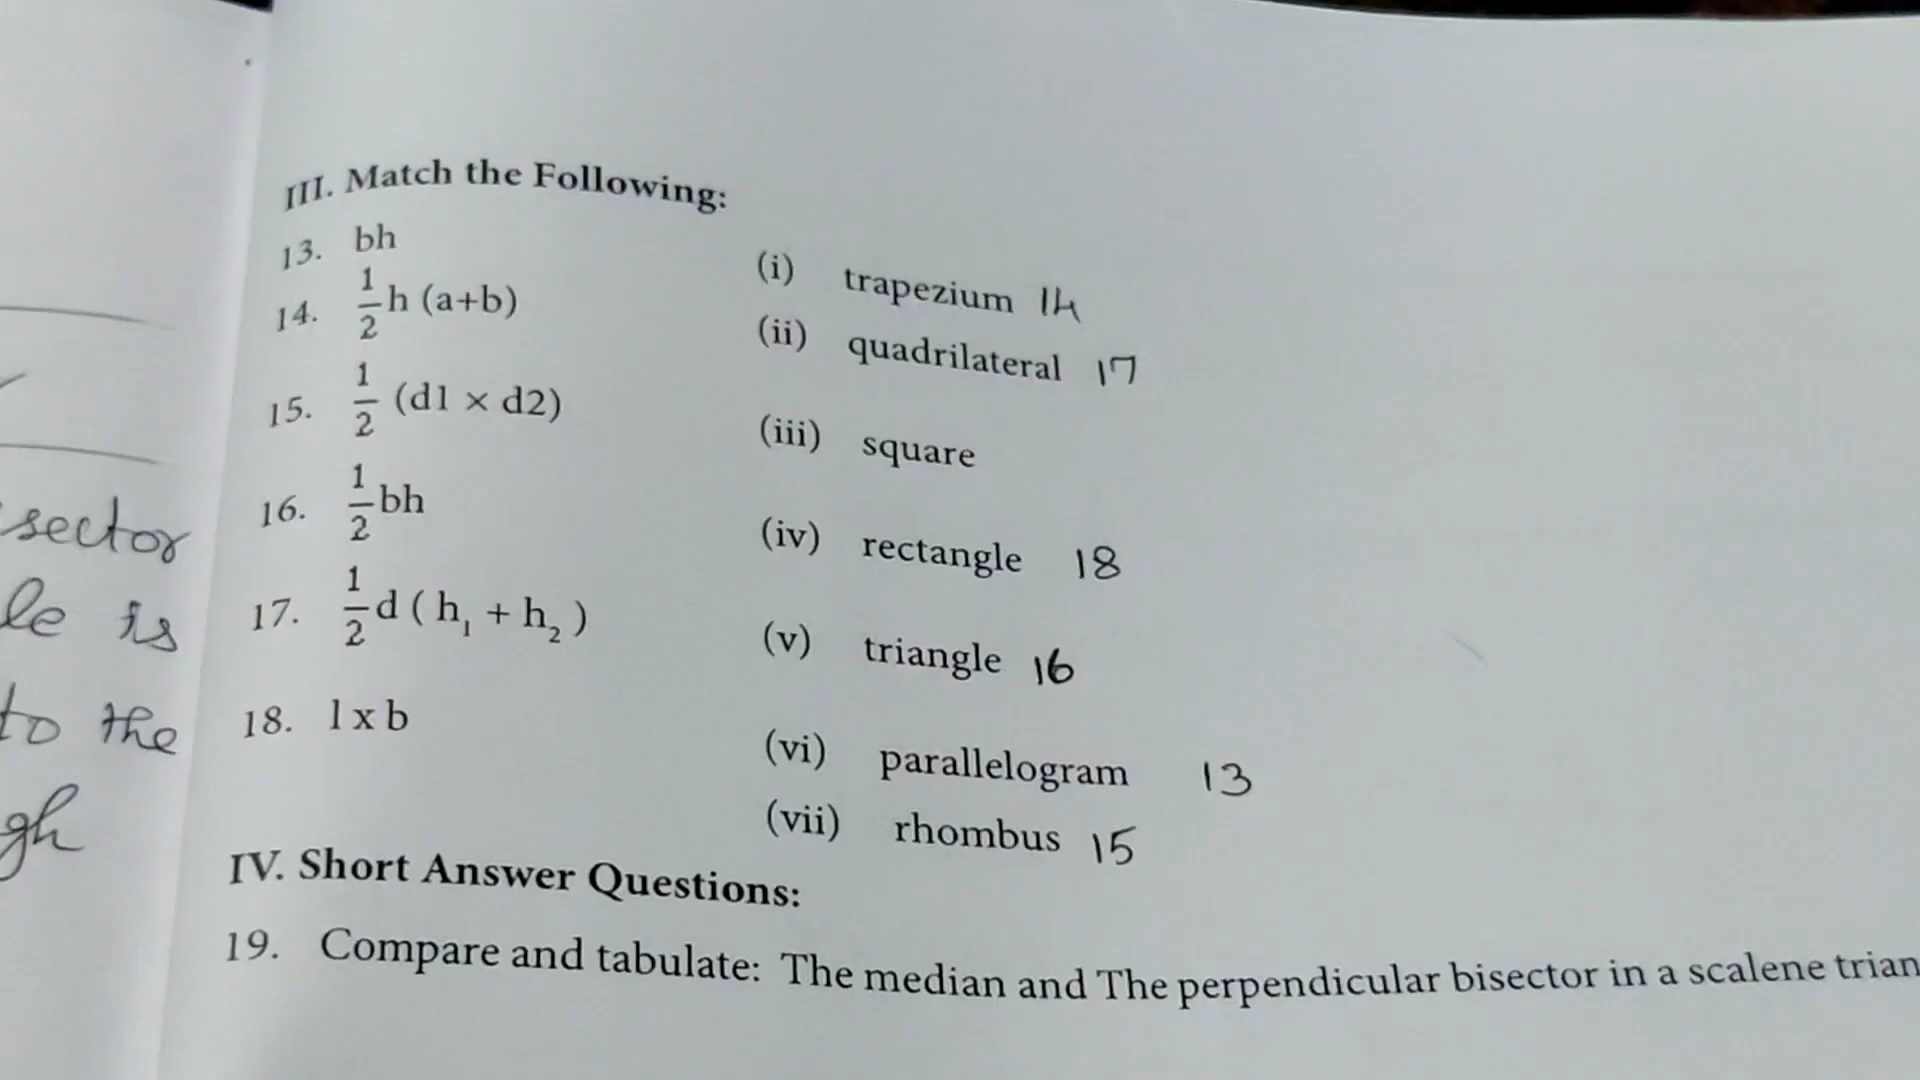 III. Match the Following:
13. bh
(i) trapezium 14
14. 1/2 h (a+b)
(ii) quadrilateral 17
15. 1/2 (d1 × d2)
(iii) square
16. 1/2 bh
(iv) rectangle 18
17. 1/2 d ( h₁ + h₂ )
(v) triangle 16
18. l x b
(vi) parallelogram 13
(vii) rhombus 15
IV. Short Answer Questions:
19. Compare and tabulate: The median and The perpendicular bisector in a scalene trian
sector
le is
to the
gh